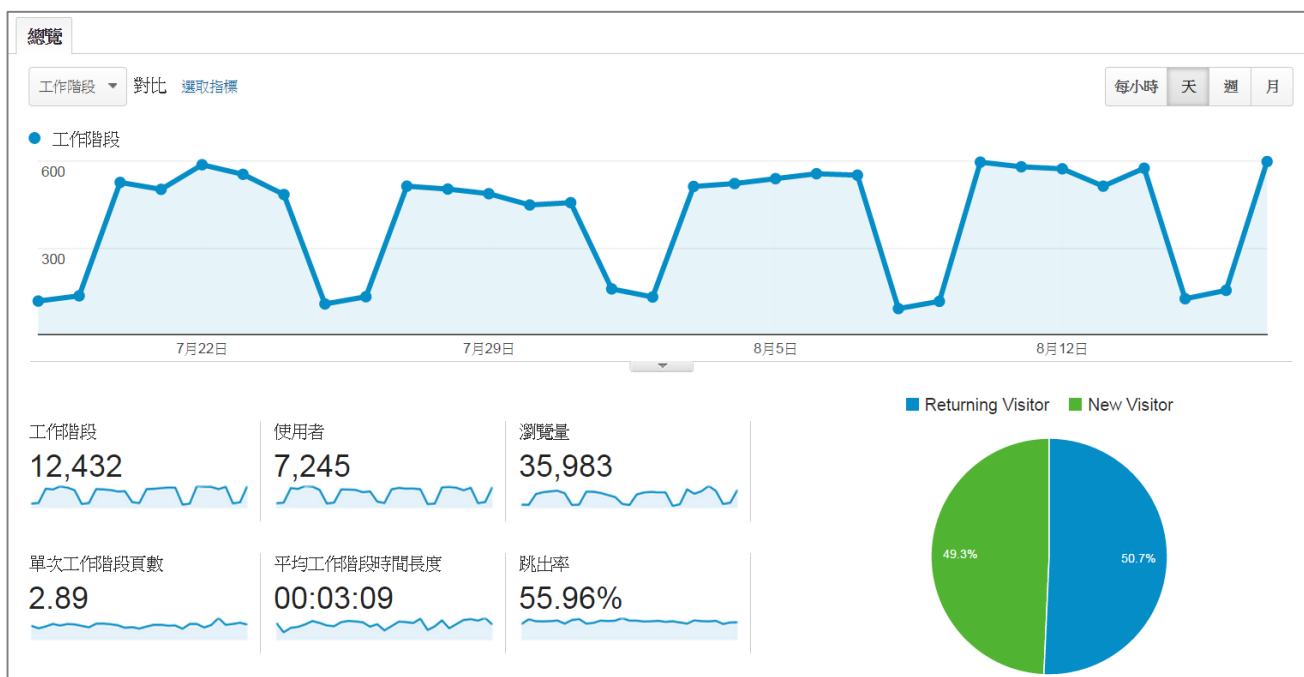 總覽
工作階段 對比 選取指標
每小時 天 週 月
工作階段
600
300
7月22日 7月29日 8月5日 8月12日
Returning Visitor New Visitor
工作階段 使用者 瀏覽量
12,432 7,245 35,983
單次工作階段頁數 平均工作階段時間長度 跳出率
2.89 00:03:09 55.96%
49.3% 50.7%